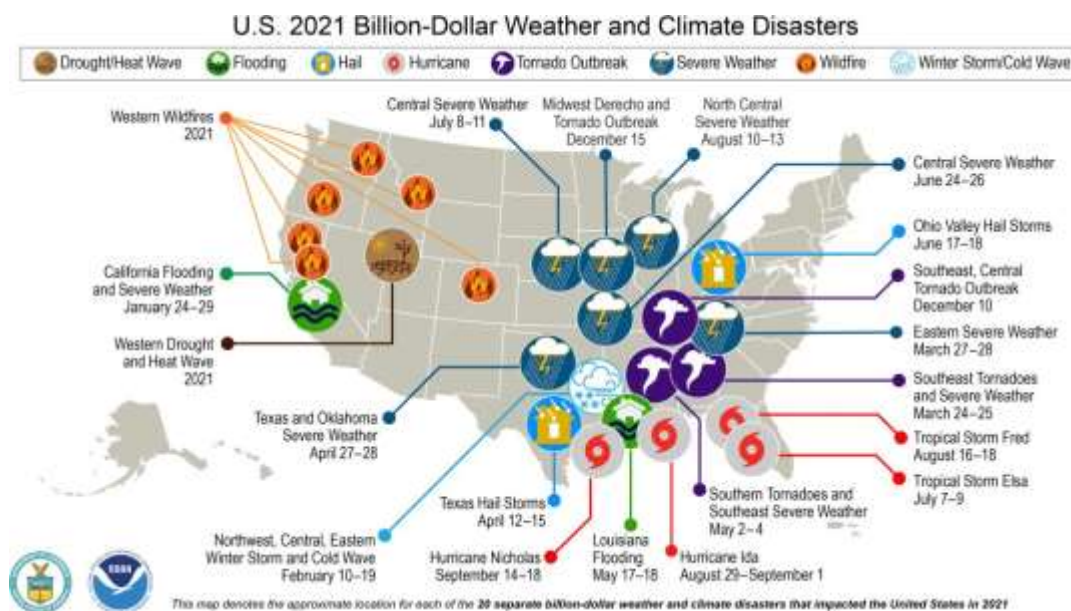 U.S. 2021 Billion-Dollar Weather and Climate Disasters
Drought/Heat Wave
Flooding
Hail
Hurricane
Tornado Outbreak
Severe Weather
Wildfire
Winter Storm/Cold Wave
Western Wildfires
2021
Central Severe Weather
July 8–11
Midwest Derecho and
Tornado Outbreak
December 15
North Central
Severe Weather
August 10–13
Central Severe Weather
June 24–26
Ohio Valley Hail Storms
June 17–18
California Flooding
and Severe Weather
January 24–29
Southeast, Central
Tornado Outbreak
December 10
Western Drought
and Heat Wave
2021
Eastern Severe Weather
March 27–28
Southeast Tornadoes
and Severe Weather
March 24–25
Texas and Oklahoma
Severe Weather
April 27–28
Tropical Storm Fred
August 16–18
Tropical Storm Elsa
July 7–9
Texas Hail Storms
April 12–15
Southern Tornadoes and
Southeast Severe Weather
May 2–4
Northwest, Central, Eastern
Winter Storm and Cold Wave
February 10–19
Hurricane Nicholas
September 14–18
Louisiana
Flooding
May 17–18
Hurricane Ida
August 29–September 1
This map denotes the approximate location for each of the 20 separate billion-dollar weather and climate disasters that impacted the United States in 2021